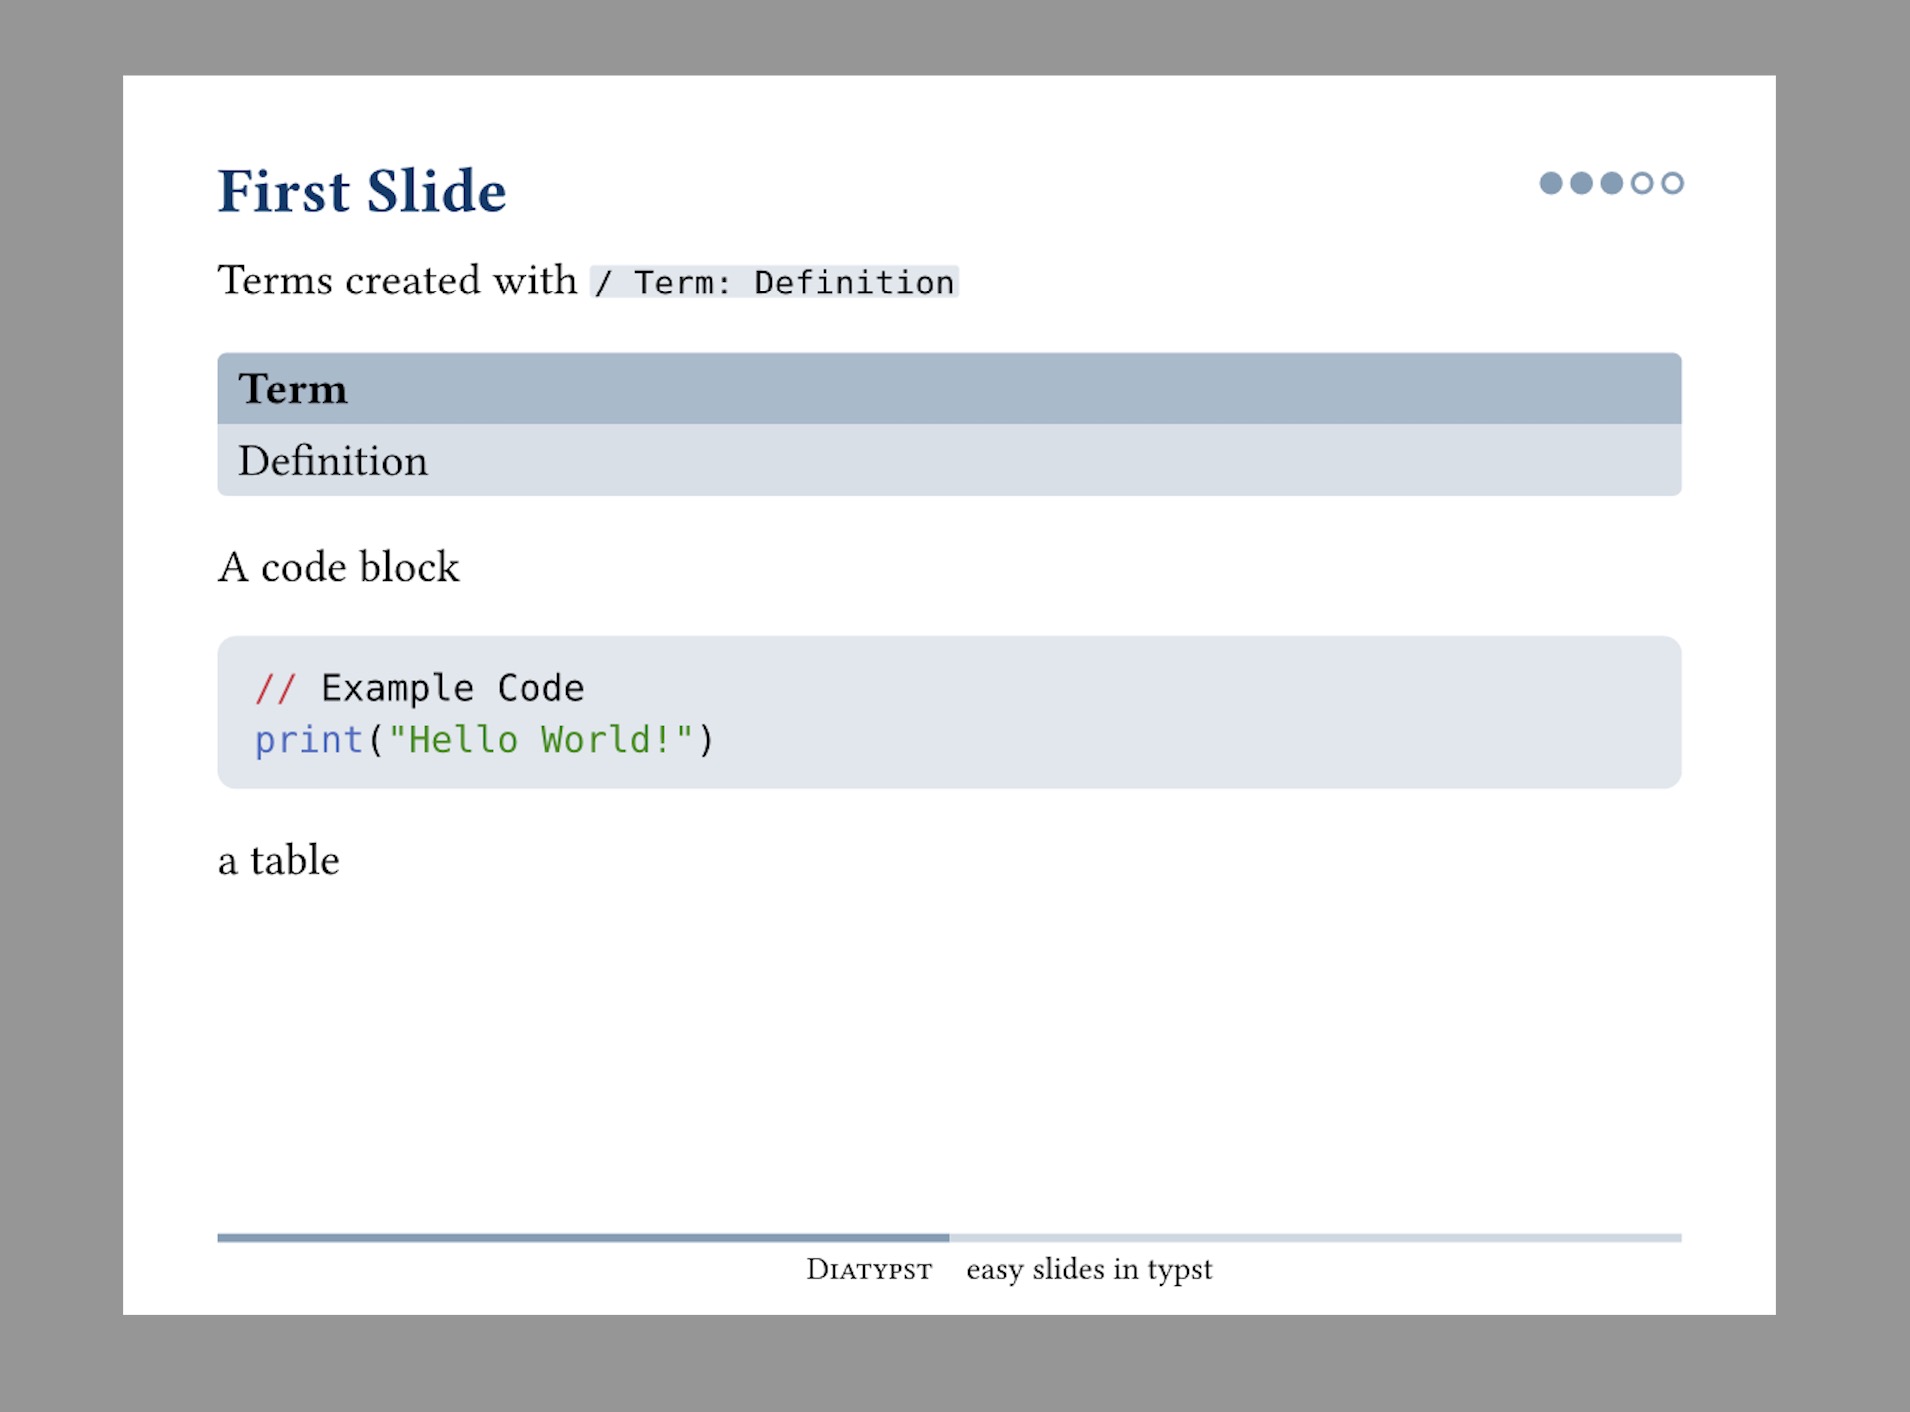 First Slide
Terms created with / Term: Definition
Term
Definition
A code block
// Example Code
print("Hello World!")
a table
Diatypst easy slides in typst